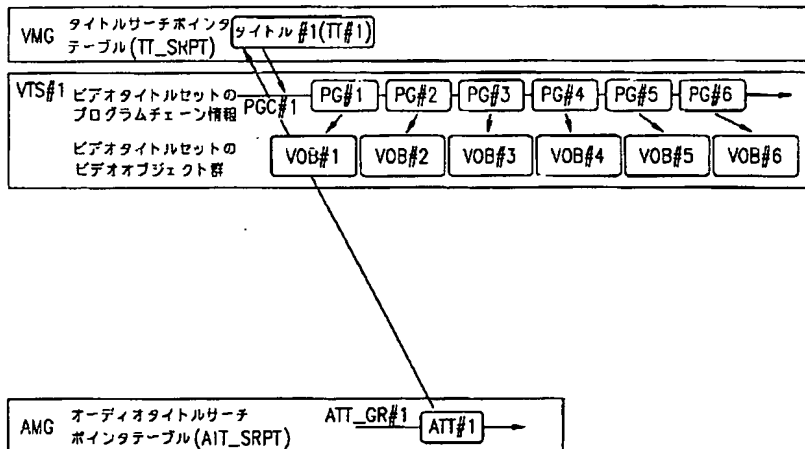 VMG タイトルサーチポインタ タイトル #1(TT#1)
テーブル(TT_SRPT)
VTS#1 ビデオタイトルセットの PG#1 PG#2 PG#3 PG#4 PG#5 PG#6
プログラムチェーン情報 PGC#1
ビデオタイトルセットの
ビデオオブジェクト群 VOB#1 VOB#2 VOB#3 VOB#4 VOB#5 VOB#6
AMG オーディオタイトルサーチ ATT_GR#1
ポインタテーブル(AIT_SRPT) ATT#1